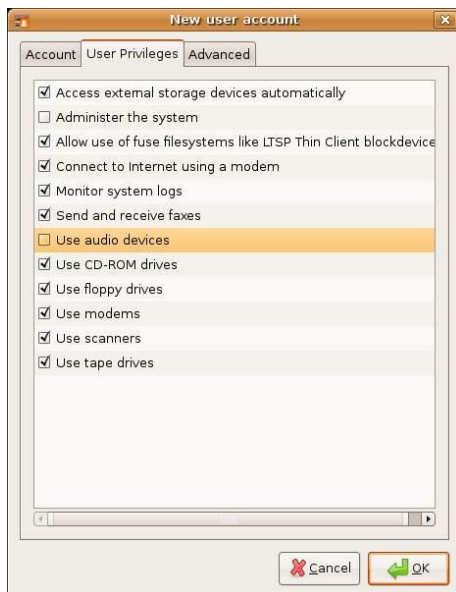 New user account
Account User Privileges Advanced
Access external storage devices automatically
Administer the system
Allow use of fuse filesystems like LTSP Thin Client blockdevice
Connect to Internet using a modem
Monitor system logs
Send and receive faxes
Use audio devices
Use CD-ROM drives
Use floppy drives
Use modems
Use scanners
Use tape drives
Cancel OK